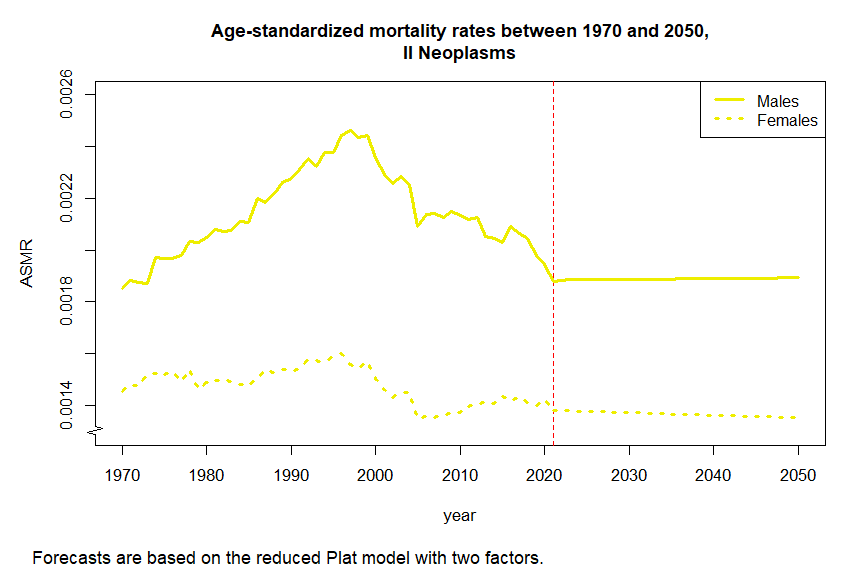 Age-standardized mortality rates between 1970 and 2050,
II Neoplasms
Males
Females
0.0026
0.0022
0.0018
0.0014
ASMR
1970 1980 1990 2000 2010 2020 2030 2040 2050
year
Forecasts are based on the reduced Plat model with two factors.